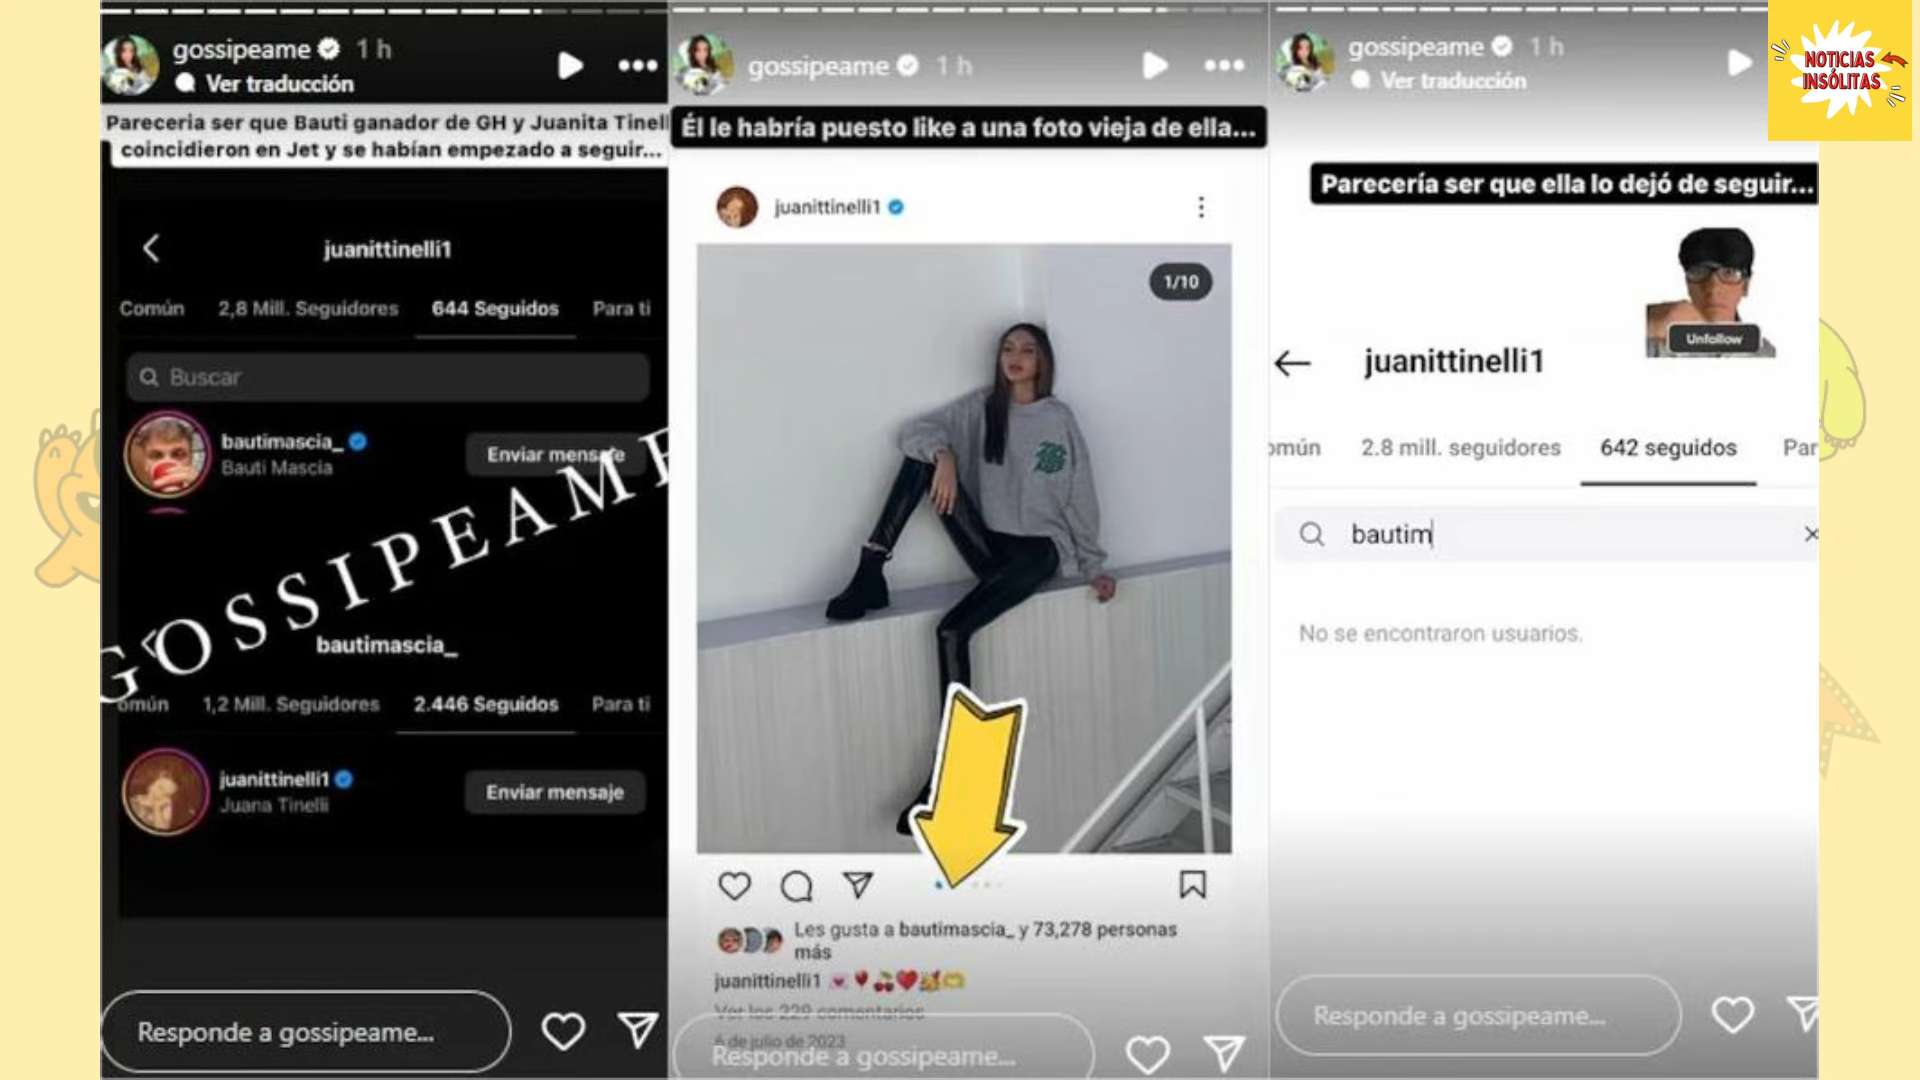 gossipeame 1 h
Ver traducción
Pareceria ser que Bauti ganador de GH y Juanita Tinell
coincidieron en Jet y se habían empezado a seguir...
juanittinelli1
Común 2,8 Mill. Seguidores 644 Seguidos Para ti
Buscar
bautimascia_
Bauti Mascia
Enviar mensaje
GOSSIPEAME
bautimascia_
omún 1,2 Mill. Seguidores 2.446 Seguidos Para ti
juanittinelli1
Juana Tinelli
Enviar mensaje
Responde a gossipeame...
gossipeame 1 h
Él le habría puesto like a una foto vieja de ella...
juanittinelli1
1/10
Les gusta a bautimascia_ y 73,278 personas
más
juanittinelli1
Ver los 229 comentarios
6 de julio de 2023
Responde a gossipeame...
gossipeame 1 h
Ver traducción
Parecería ser que ella lo dejó de seguir...
Unfollow
juanittinelli1
omún 2.8 mill. seguidores 642 seguidos Par
bautim
No se encontraron usuarios.
Responde a gossipeame...
NOTICIAS
INSÓLITAS